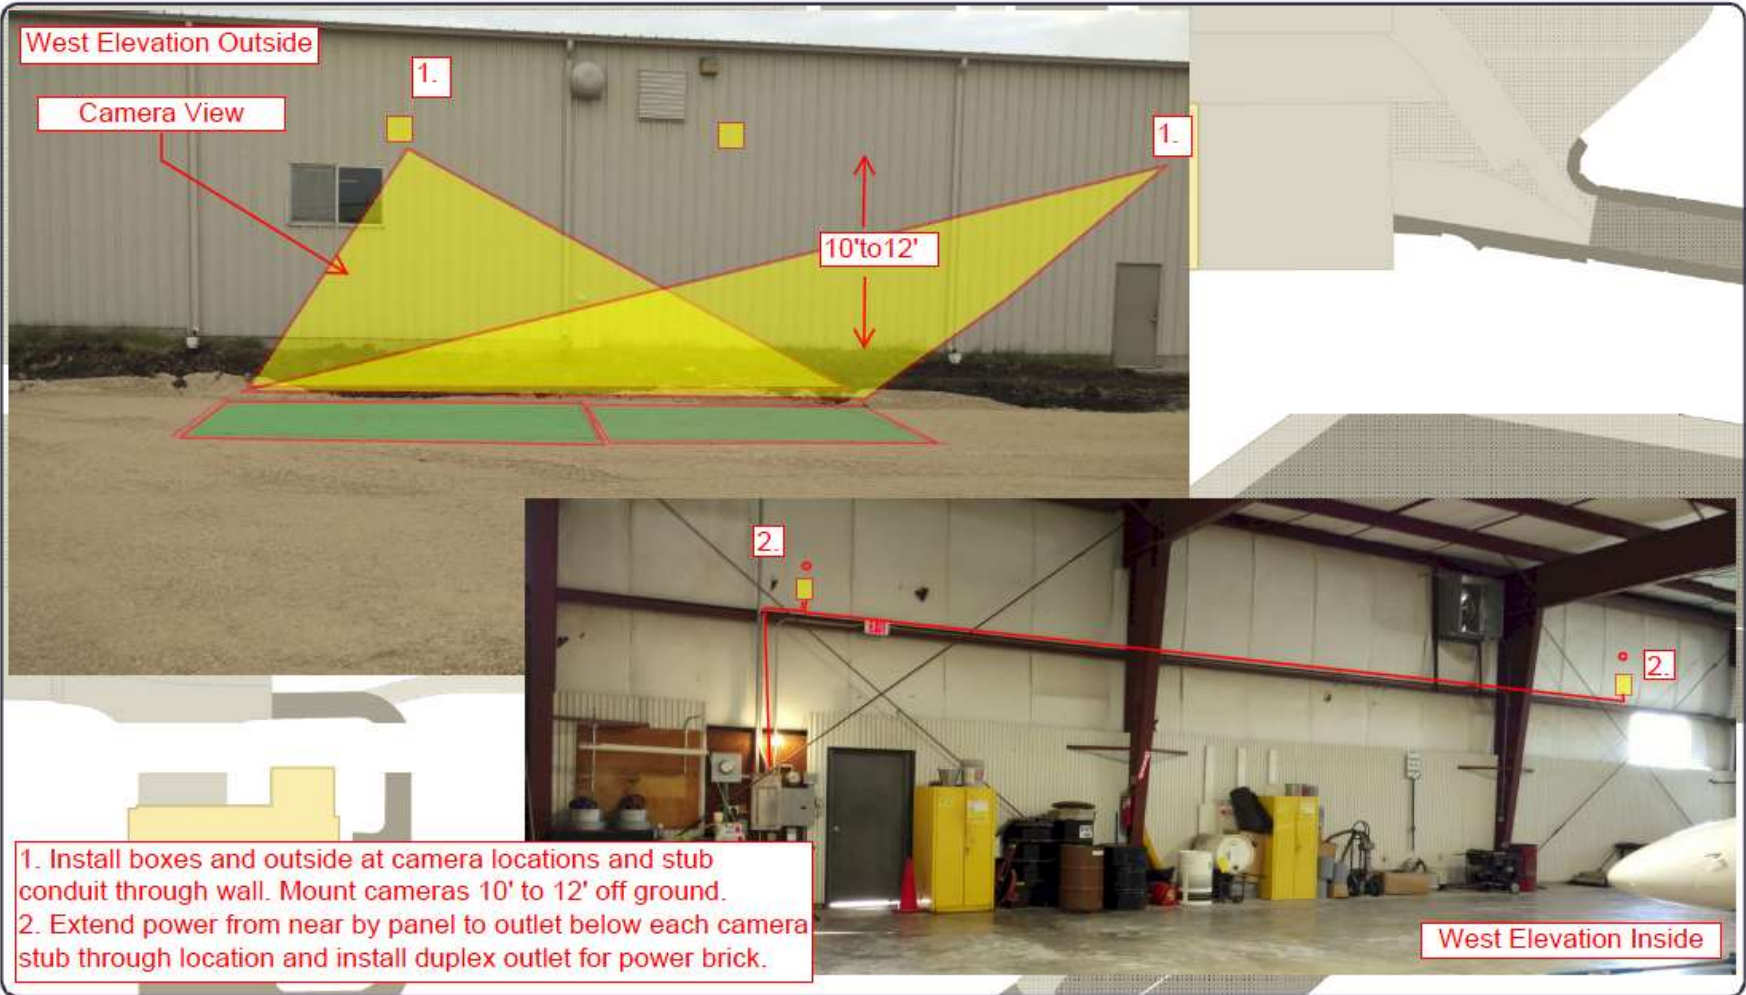 West Elevation Outside
1.
Camera View
1.
10'to12'
2.
2.
1. Install boxes and outside at camera locations and stub
conduit through wall. Mount cameras 10' to 12' off ground.
2. Extend power from near by panel to outlet below each camera
stub through location and install duplex outlet for power brick.
West Elevation Inside